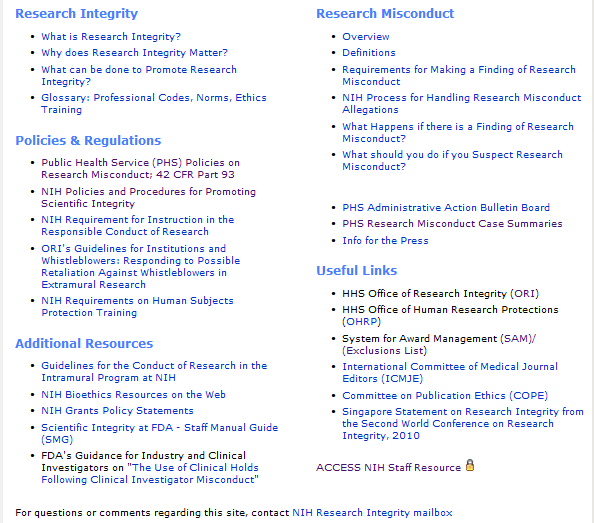 Research Integrity
What is Research Integrity?
Why does Research Integrity Matter?
What can be done to Promote Research
Integrity?
Glossary: Professional Codes, Norms, Ethics
Training
Policies & Regulations
Public Health Service (PHS) Policies on
Research Misconduct; 42 CFR Part 93
NIH Policies and Procedures for Promoting
Scientific Integrity
NIH Requirement for Instruction in the
Responsible Conduct of Research
ORI's Guidelines for Institutions and
Whistleblowers: Responding to Possible
Retaliation Against Whistleblowers in
Extramural Research
NIH Requirements on Human Subjects
Protection Training
Additional Resources
Guidelines for the Conduct of Research in the
Intramural Program at NIH
NIH Bioethics Resources on the Web
NIH Grants Policy Statements
Scientific Integrity at FDA - Staff Manual Guide
(SMG)
FDA's Guidance for Industry and Clinical
Investigators on "The Use of Clinical Holds
Following Clinical Investigator Misconduct"
Research Misconduct
Overview
Definitions
Requirements for Making a Finding of Research
Misconduct
NIH Process for Handling Research Misconduct
Allegations
What Happens if there is a Finding of Research
Misconduct?
What should you do if you Suspect Research
Misconduct?
PHS Administrative Action Bulletin Board
PHS Research Misconduct Case Summaries
Info for the Press
Useful Links
HHS Office of Research Integrity (ORI)
HHS Office of Human Research Protections
(OHRP)
System for Award Management (SAM)/
(Exclusions List)
International Committee of Medical Journal
Editors (ICMJE)
Committee on Publication Ethics (COPE)
Singapore Statement on Research Integrity from
the Second World Conference on Research
Integrity, 2010
ACCESS NIH Staff Resource
For questions or comments regarding this site, contact NIH Research Integrity mailbox